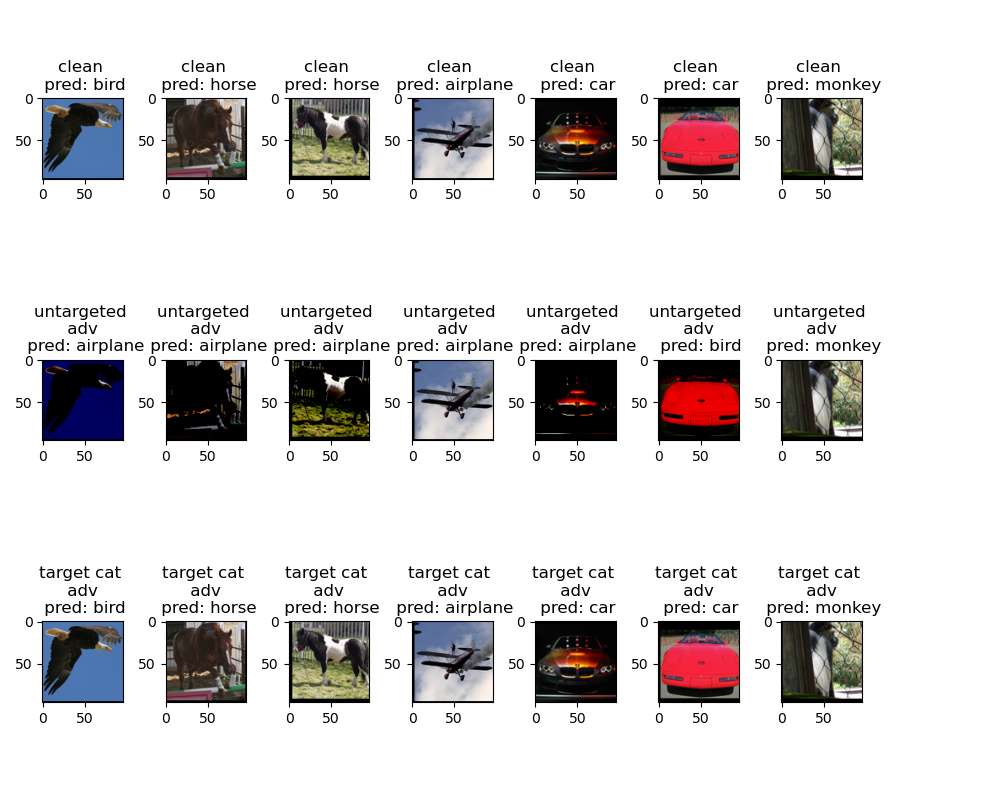 clean clean clean clean clean clean clean
pred: bird pred: horse pred: horse pred: airplane pred: car pred: car pred: monkey
0 0 0 0 0 0 0
50 50 50 50 50 50 50
0 50 0 50 0 50 0 50 0 50 0 50 0 50
untargeted untargeted untargeted untargeted untargeted untargeted untargeted
adv adv adv adv adv adv adv
pred: airplane pred: airplane pred: airplane pred: airplane pred: airplane pred: bird pred: monkey
0 0 0 0 0 0 0
50 50 50 50 50 50 50
0 50 0 50 0 50 0 50 0 50 0 50 0 50
target cat target cat target cat target cat target cat target cat target cat
adv adv adv adv adv adv adv
pred: bird pred: horse pred: horse pred: airplane pred: car pred: car pred: monkey
0 0 0 0 0 0 0
50 50 50 50 50 50 50
0 50 0 50 0 50 0 50 0 50 0 50 0 50